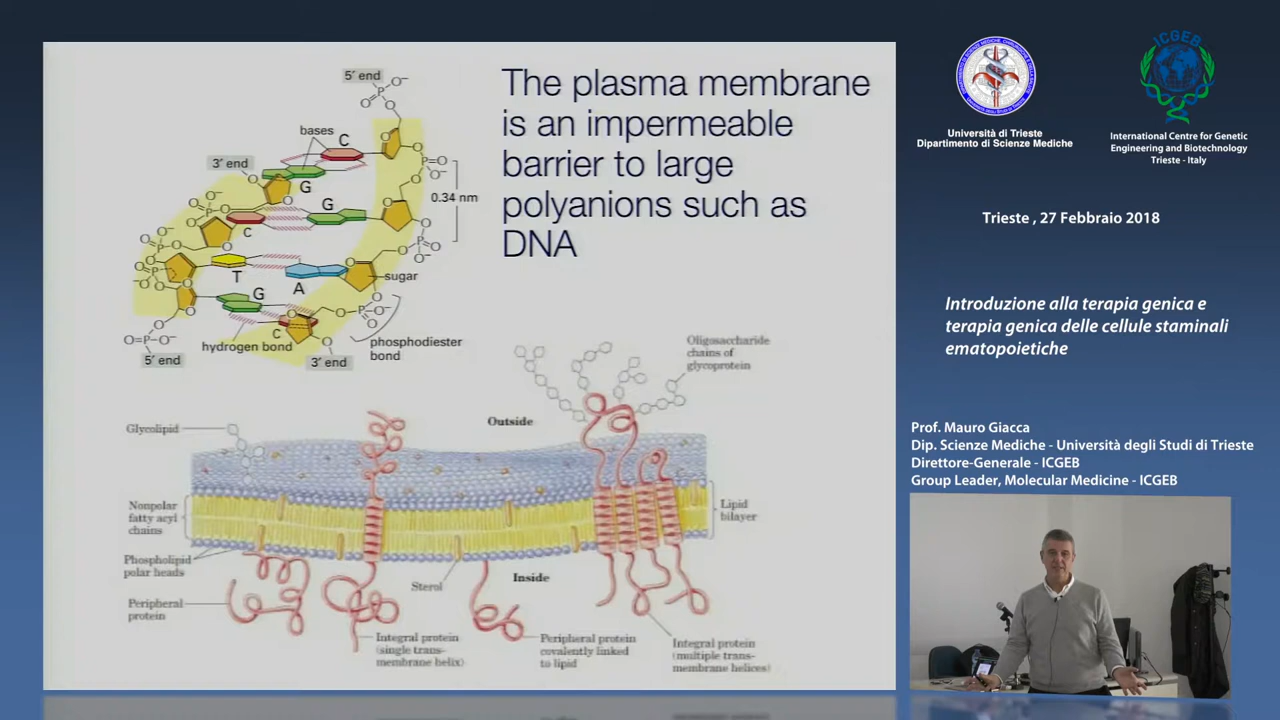 The plasma membrane
is an impermeable
barrier to large
polyanions such as
DNA
5′ end
P
O⁻
O
O⁻
O
bases
C
3′ end
O
G
P=O
O⁻
0.34 nm
G
C
T
A
sugar
G
C
hydrogen bond
O=P–O⁻
5′ end
3′ end
phosphodiester
bond
Oligosaccharide
chains of
glycoprotein
Outside
Glycolipid
Nonpolar
fatty acyl
chains
Lipid
bilayer
Phospholipid
polar heads
Sterol
Inside
Peripheral
protein
Integral protein
(single trans-
membrane helix)
Peripheral protein
covalently linked
to lipid
Integral protein
(multiple trans-
membrane helices)
ICGEB
Università di Trieste
Dipartimento di Scienze Mediche
International Centre for Genetic
Engineering and Biotechnology
Trieste - Italy
Trieste , 27 Febbraio 2018
Introduzione alla terapia genica e
terapia genica delle cellule staminali
ematopoietiche
Prof. Mauro Giacca
Dip. Scienze Mediche - Università degli Studi di Trieste
Direttore-Generale - ICGEB
Group Leader, Molecular Medicine - ICGEB